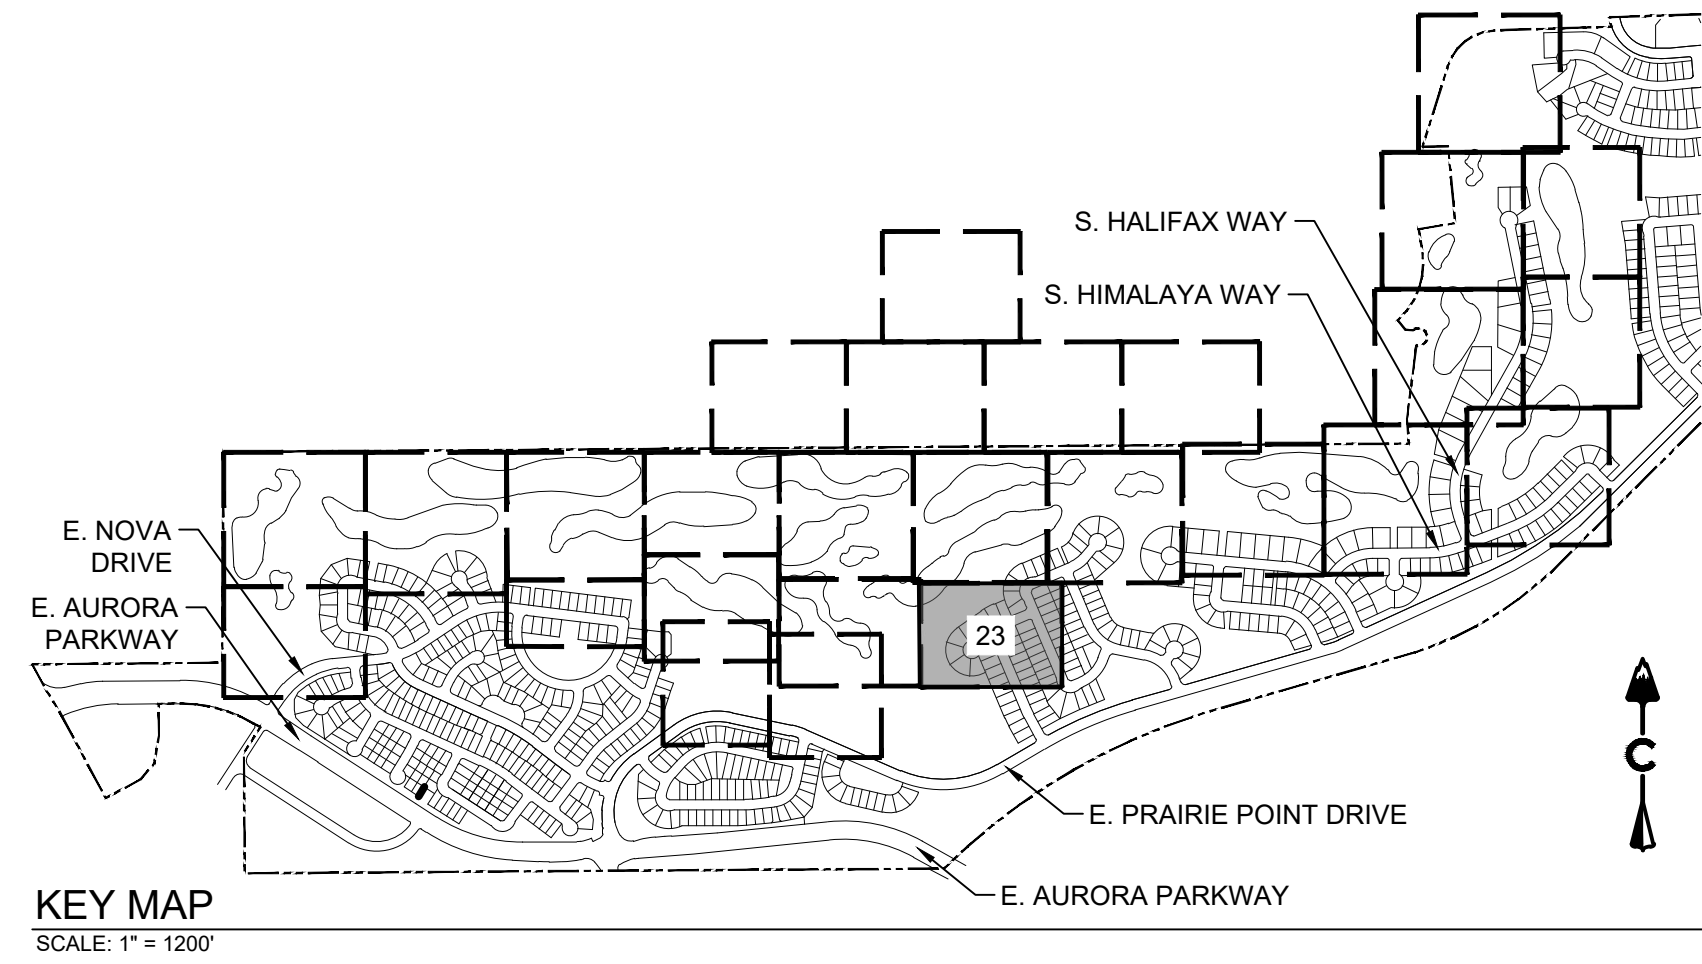 S. HALIFAX WAY
S. HIMALAYA WAY
E. NOVA
DRIVE
E. AURORA
PARKWAY
23
E. PRAIRIE POINT DRIVE
E. AURORA PARKWAY
KEY MAP
SCALE: 1" = 1200'